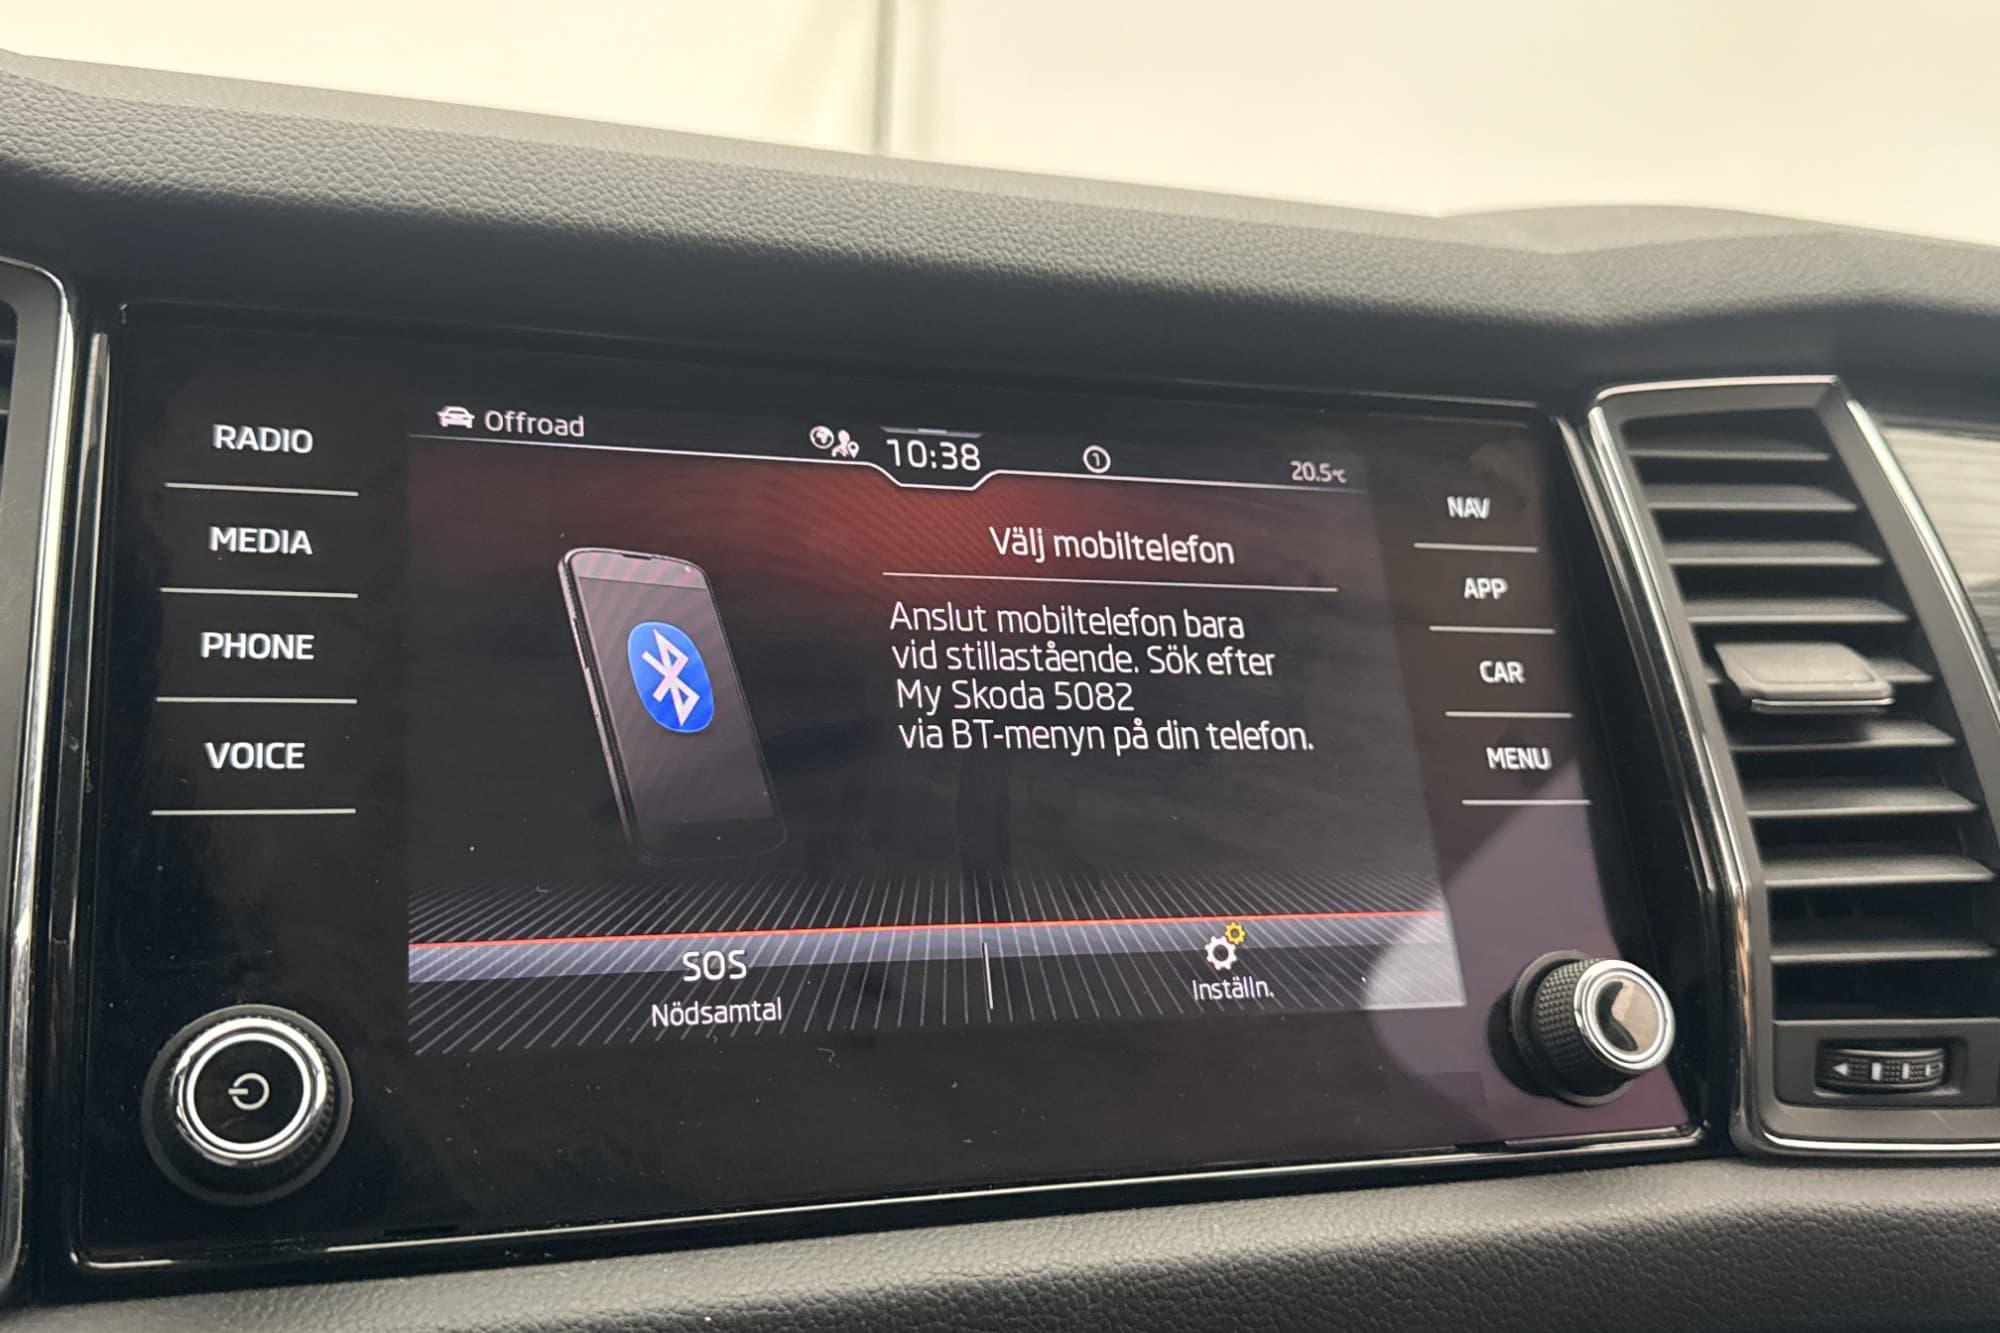 RADIO
MEDIA
PHONE
VOICE
Offroad
10:38
1
20.5°C
Välj mobiltelefon
Anslut mobiltelefon bara
vid stillastående. Sök efter
My Skoda 5082
via BT-menyn på din telefon.
SOS
Nödsamtal
Inställn.
NAV
APP
CAR
MENU